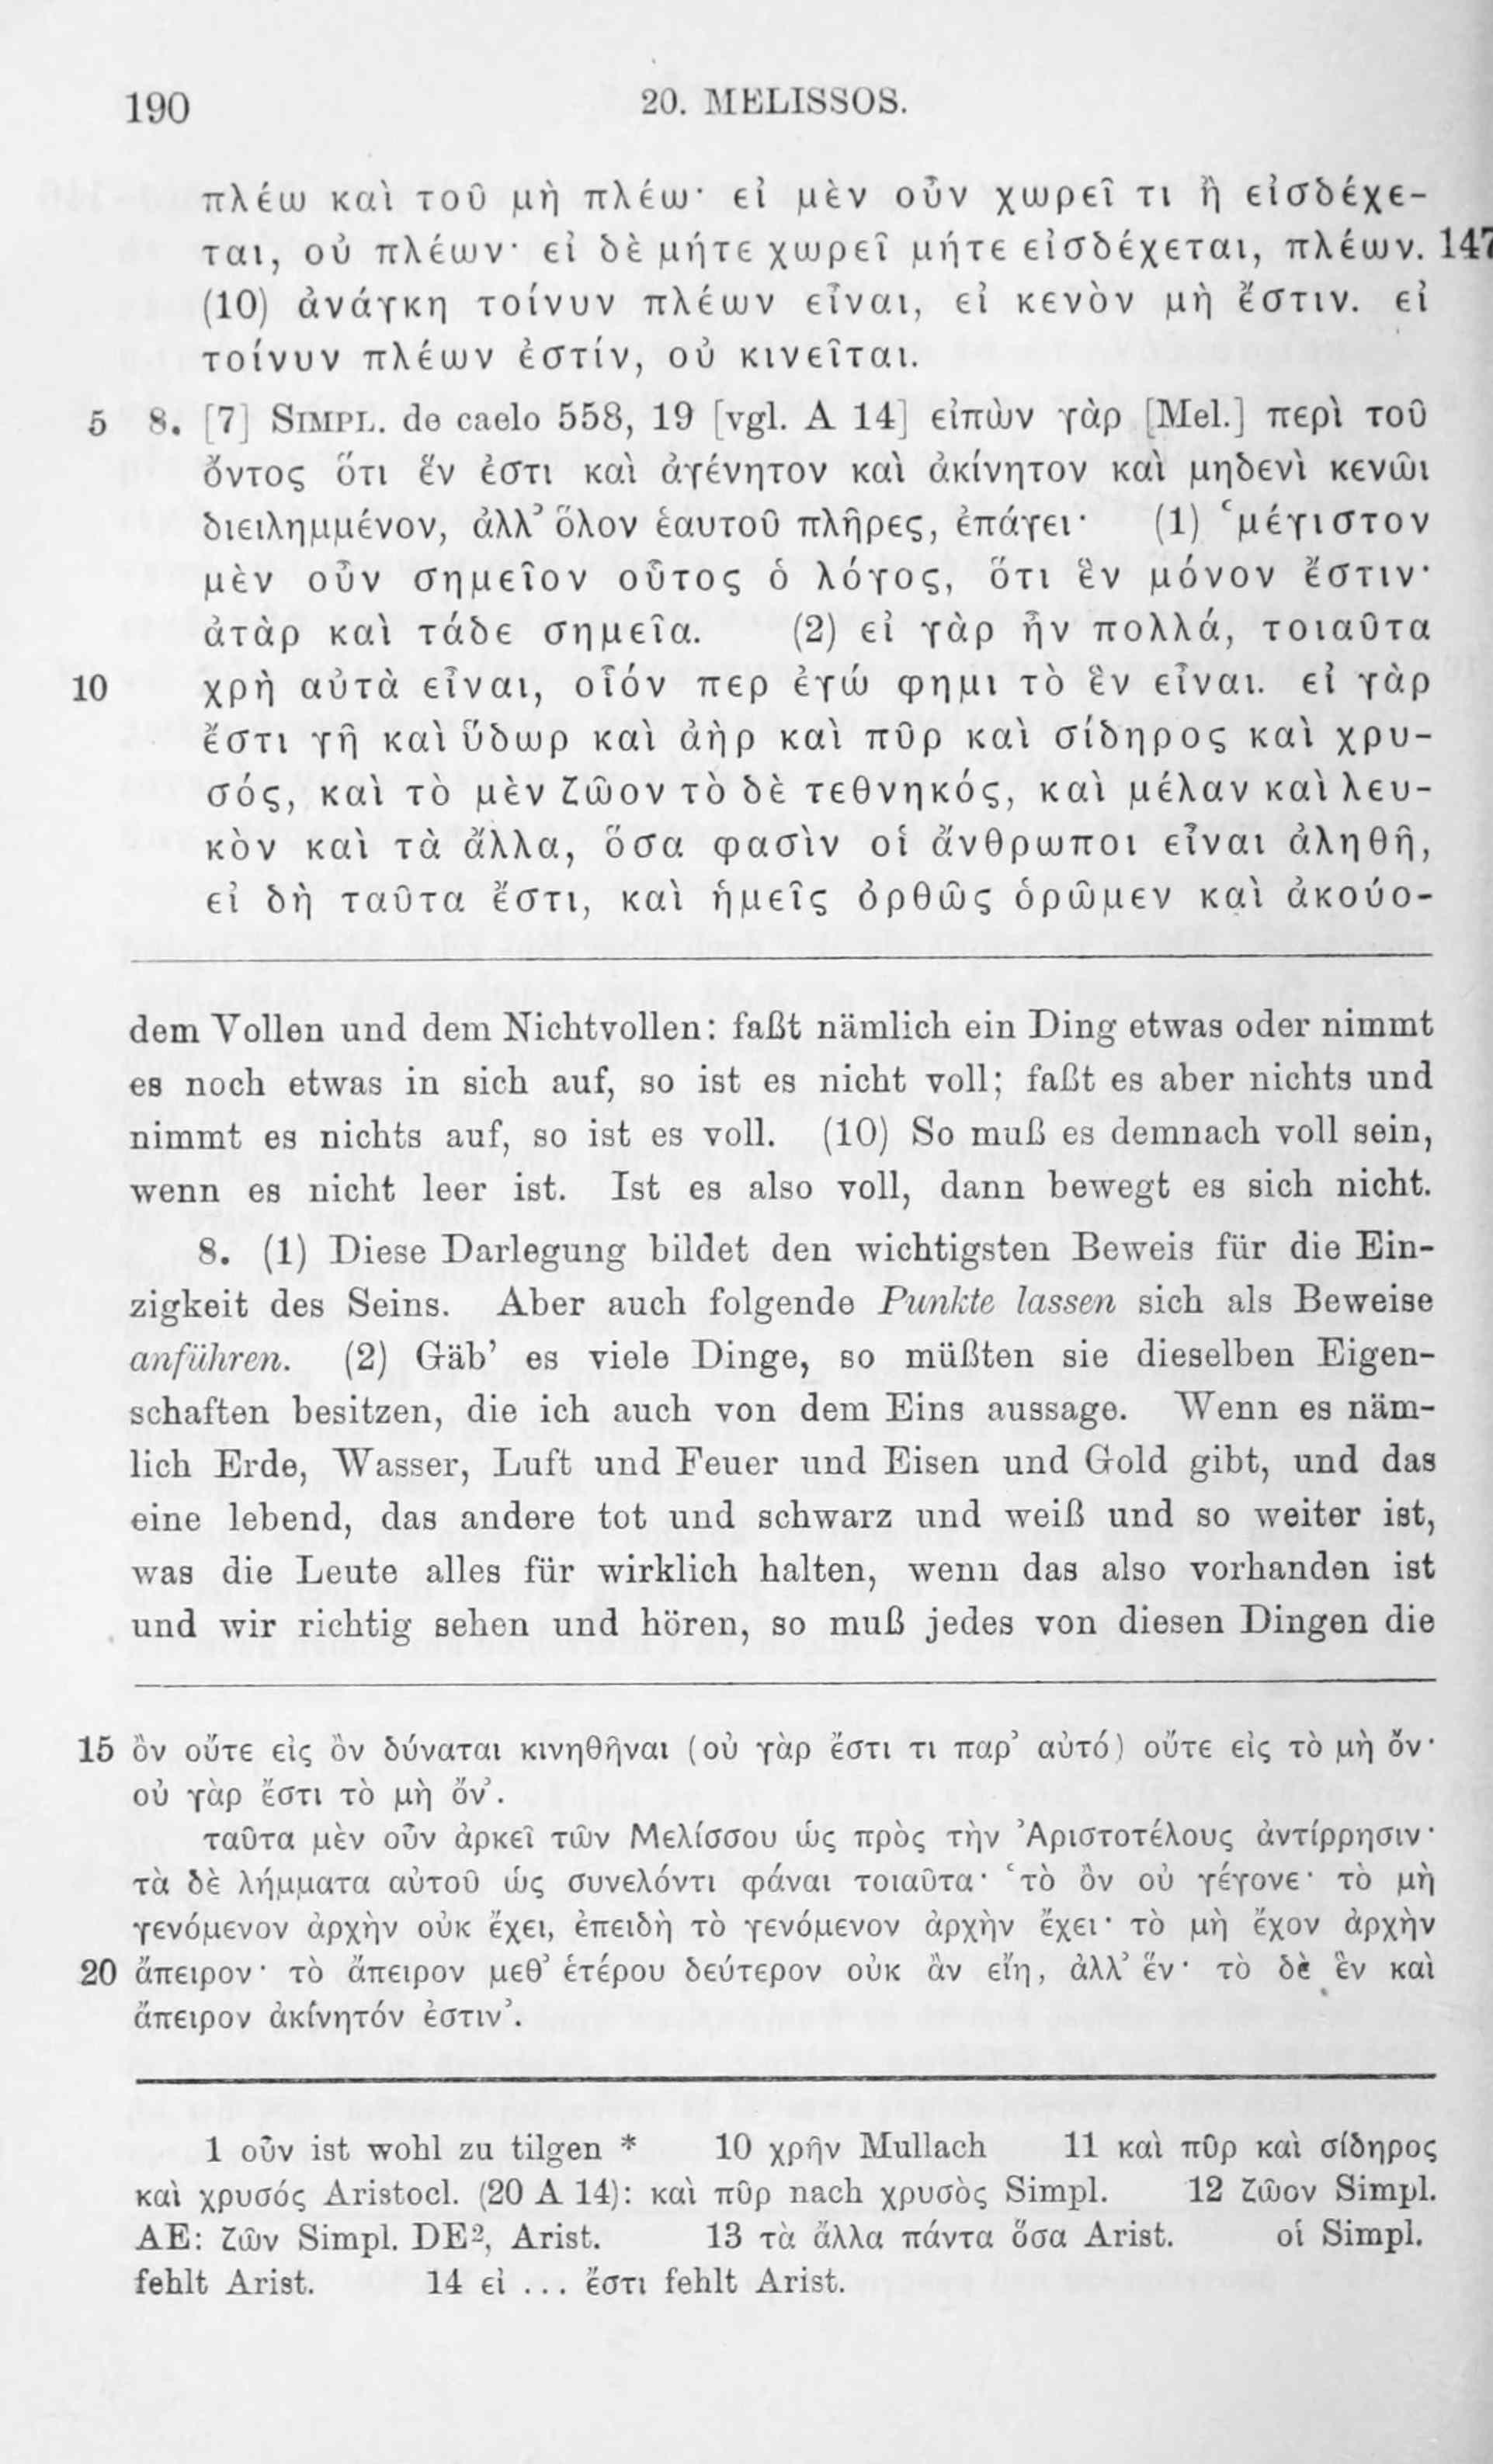 190
20. MELISSOS.
πλέω καὶ τοῦ μὴ πλέω· εἰ μὲν οὖν χωρεῖ τι ἢ εἰσδέχε-
ται, οὐ πλέων· εἰ δὲ μήτε χωρεῖ μήτε εἰσδέχεται, πλέων. 147
(10) ἀνάγκη τοίνυν πλέων εἶναι, εἰ κενὸν μὴ ἔστιν. εἰ
τοίνυν πλέων ἐστίν, οὐ κινεῖται.
5 8. [7] SIMPL. de caelo 558, 19 [vgl. A 14] εἰπὼν γὰρ [Mel.] περὶ τοῦ
ὄντος ὅτι ἕν ἐστι καὶ ἀγένητον καὶ ἀκίνητον καὶ μηδενὶ κενῶι
διειλημμένον, ἀλλ’ ὅλον ἑαυτοῦ πλῆρες, ἐπάγει· (1) ‘μέγιστον
μὲν οὖν σημεῖον οὗτος ὁ λόγος, ὅτι ἓν μόνον ἔστιν·
ἀτὰρ καὶ τάδε σημεῖα. (2) εἰ γὰρ ἦν πολλά, τοιαῦτα
10 χρὴ αὐτὰ εἶναι, οἷόν περ ἐγώ φημι τὸ ἓν εἶναι. εἰ γὰρ
ἔστι γῆ καὶ ὕδωρ καὶ ἀὴρ καὶ πῦρ καὶ σίδηρος καὶ χρυ-
σός, καὶ τὸ μὲν ζῶον τὸ δὲ τεθνηκός, καὶ μέλαν καὶ λευ-
κὸν καὶ τὰ ἄλλα, ὅσα φασὶν οἱ ἄνθρωποι εἶναι ἀληθῆ,
εἰ δὴ ταῦτα ἔστι, καὶ ἡμεῖς ὀρθῶς ὁρῶμεν καὶ ἀκούο-
dem Vollen und dem Nichtvollen: faßt nämlich ein Ding etwas oder nimmt
es noch etwas in sich auf, so ist es nicht voll; faßt es aber nichts und
nimmt es nichts auf, so ist es voll. (10) So muß es demnach voll sein,
wenn es nicht leer ist. Ist es also voll, dann bewegt es sich nicht.
8. (1) Diese Darlegung bildet den wichtigsten Beweis für die Ein-
zigkeit des Seins. Aber auch folgende Punkte lassen sich als Beweise
anführen. (2) Gäb’ es viele Dinge, so müßten sie dieselben Eigen-
schaften besitzen, die ich auch von dem Eins aussage. Wenn es näm-
lich Erde, Wasser, Luft und Feuer und Eisen und Gold gibt, und das
eine lebend, das andere tot und schwarz und weiß und so weiter ist,
was die Leute alles für wirklich halten, wenn das also vorhanden ist
und wir richtig sehen und hören, so muß jedes von diesen Dingen die
15 ὂν οὔτε εἰς ὂν δύναται κινηθῆναι (οὐ γὰρ ἔστι τι παρ’ αὐτό) οὔτε εἰς τὸ μὴ ὄν·
οὐ γὰρ ἔστι τὸ μὴ ὄν’.
ταῦτα μὲν οὖν ἀρκεῖ τῶν Μελίσσου ὡς πρὸς τὴν Ἀριστοτέλους ἀντίρρησιν·
τὰ δὲ λήμματα αὐτοῦ ὡς συνελόντι φάναι τοιαῦτα· ‘τὸ ὂν οὐ γέγονε· τὸ μὴ
γενόμενον ἀρχὴν οὐκ ἔχει, ἐπειδὴ τὸ γενόμενον ἀρχὴν ἔχει· τὸ μὴ ἔχον ἀρχὴν
20 ἄπειρον· τὸ ἄπειρον μεθ’ ἑτέρου δεύτερον οὐκ ἂν εἴη, ἀλλ’ ἕν· τὸ δὲ ἓν καὶ
ἄπειρον ἀκίνητόν ἐστιν’.
1 οὖν ist wohl zu tilgen * 10 χρῆν Mullach 11 καὶ πῦρ καὶ σίδηρος
καὶ χρυσός Aristocl. (20 A 14): καὶ πῦρ nach χρυσὸς Simpl. 12 ζῶον Simpl.
AE: ζῶν Simpl. DE², Arist. 13 τὰ ἄλλα πάντα ὅσα Arist. οἱ Simpl.
fehlt Arist. 14 εἰ ... ἔστι fehlt Arist.